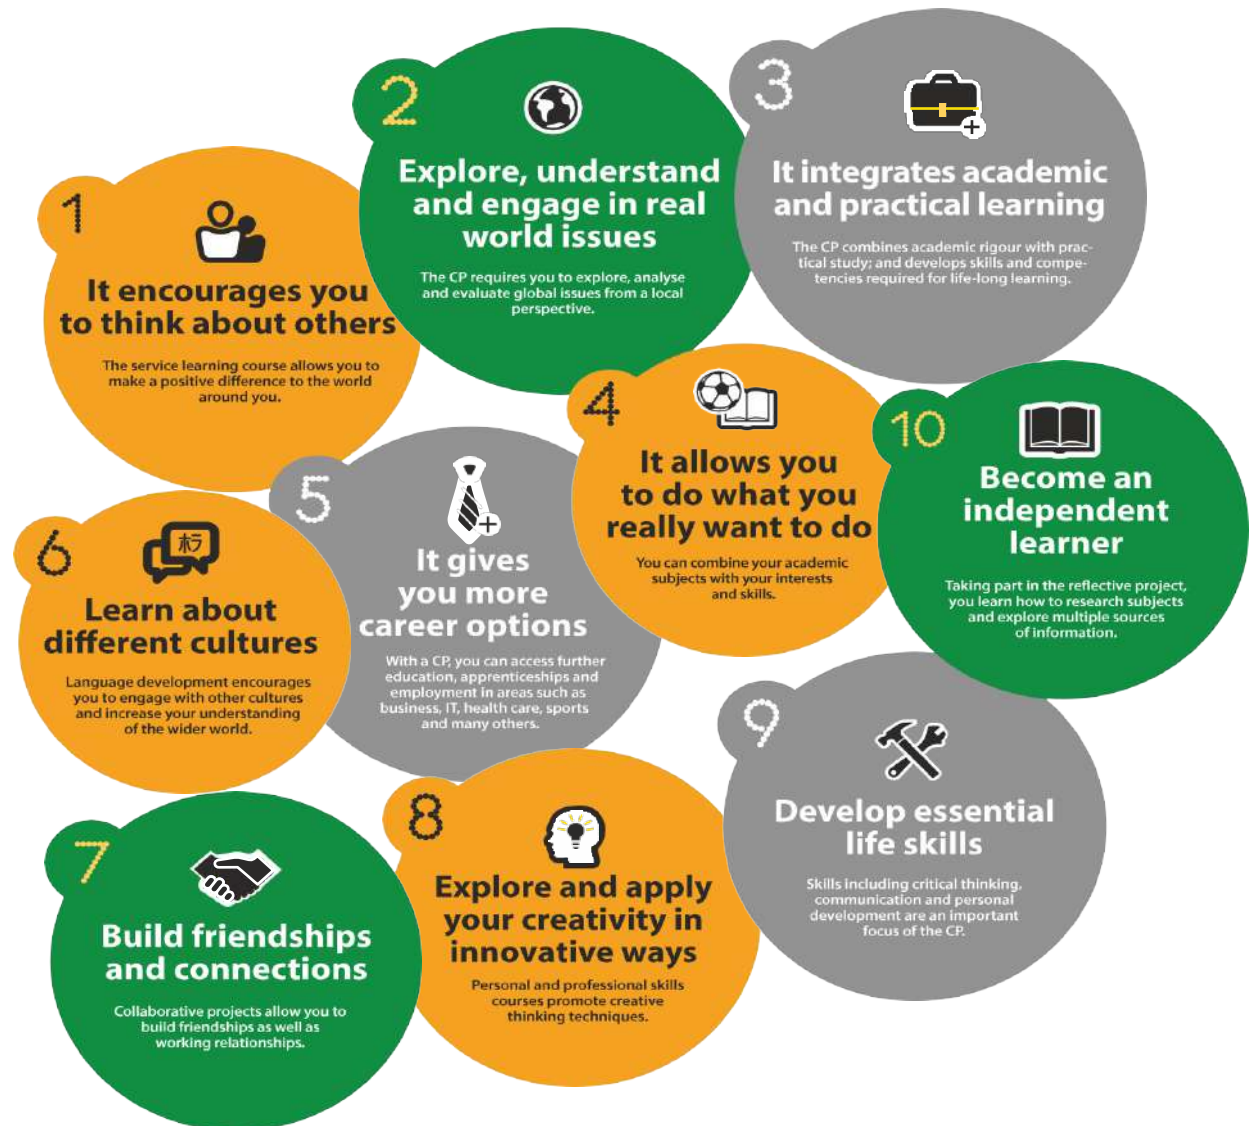 1
It encourages you
to think about others
The service learning course allows you to
make a positive difference to the world
around you.
2
Explore, understand
and engage in real
world issues
The CP requires you to explore, analyse
and evaluate global issues from a local
perspective.
3
It integrates academic
and practical learning
The CP combines academic rigour with prac-
tical study; and develops skills and compe-
tencies required for life-long learning.
4
It allows you
to do what you
really want to do
You can combine your academic
subjects with your interests
and skills.
5
It gives
you more
career options
With a CP, you can access further
education, apprenticeships and
employment in areas such as
business, IT, health care, sports
and many others.
6
Learn about
different cultures
Language development encourages
you to engage with other cultures
and increase your understanding
of the wider world.
7
Build friendships
and connections
Collaborative projects allow you to
build friendships as well as
working relationships.
8
Explore and apply
your creativity in
innovative ways
Personal and professional skills
courses promote creative
thinking techniques.
9
Develop essential
life skills
Skills including critical thinking,
communication and personal
development are an important
focus of the CP.
10
Become an
independent
learner
Taking part in the reflective project,
you learn how to research subjects
and explore multiple sources
of information.